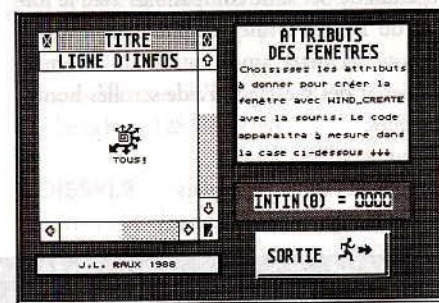 TITRE
LIGNE D'INFOS
TOUS!
J.L. RAUX 1988
ATTRIBUTS
DES FENETRES
Choisissez les attributs
à donner pour créer la
fenêtre avec WIND_CREATE
avec la souris. Le code
apparaitra à mesure dans
la case ci-dessous ↓↓↓
INTIN(0) = 0000
SORTIE